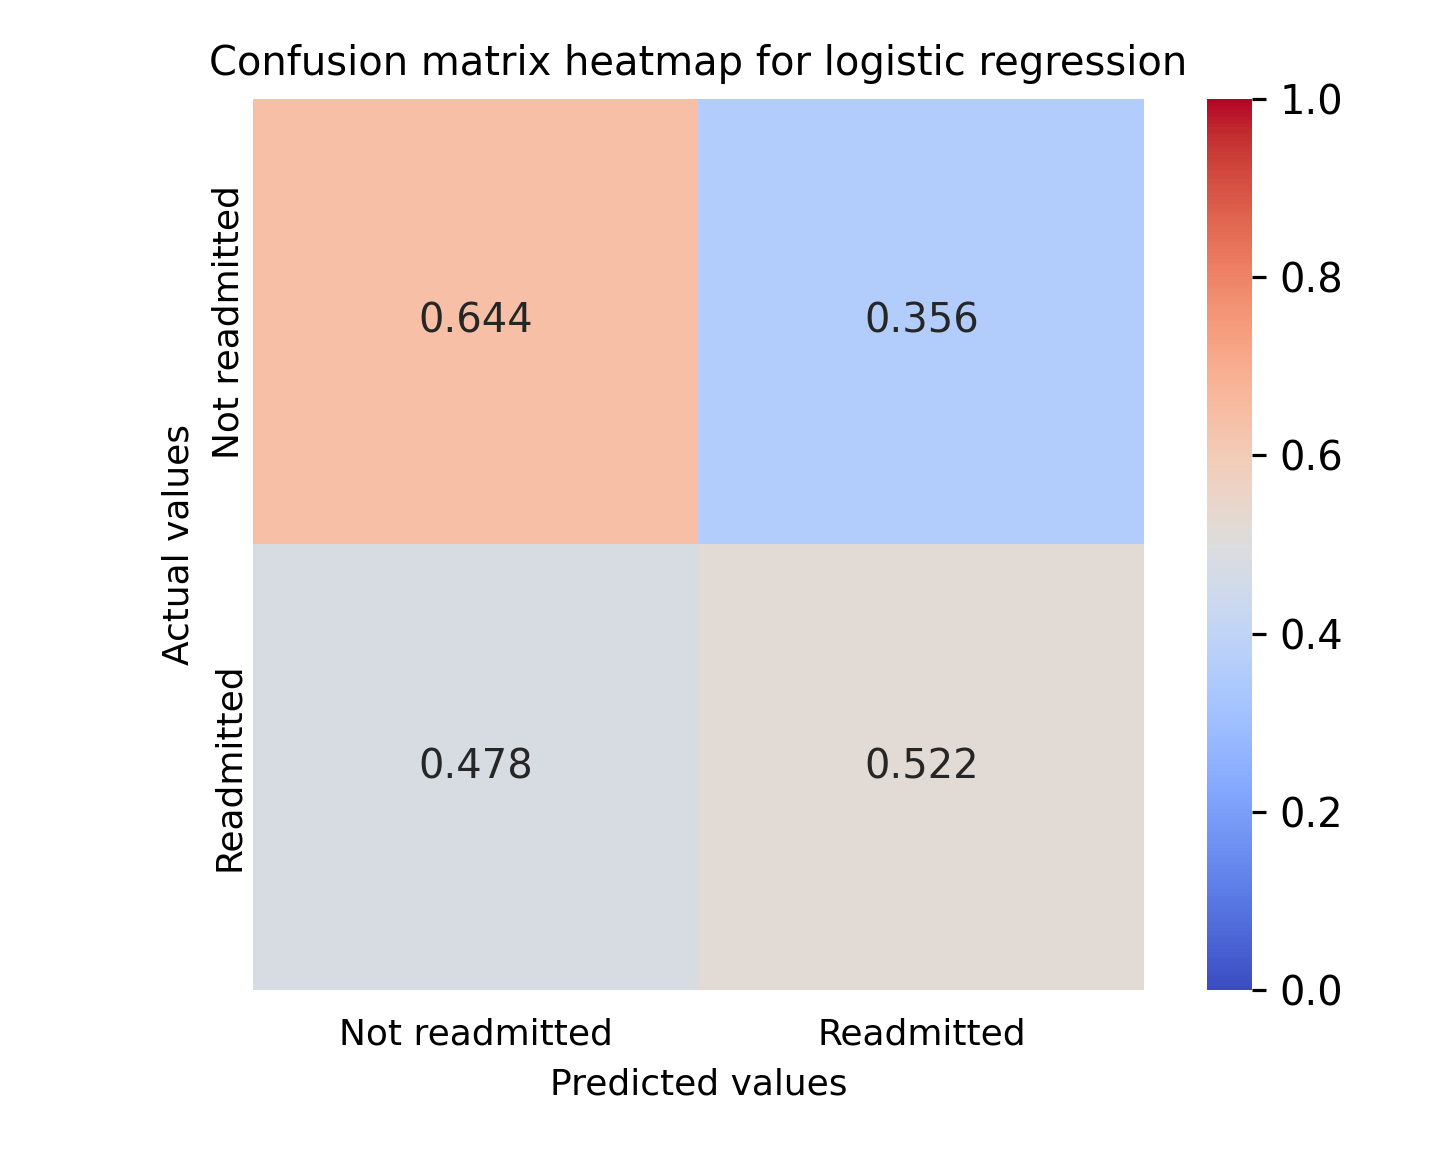 Confusion matrix heatmap for logistic regression
Actual values
Not readmitted
Readmitted
0.644 0.356
0.478 0.522
Not readmitted Readmitted
Predicted values
1.0
0.8
0.6
0.4
0.2
0.0